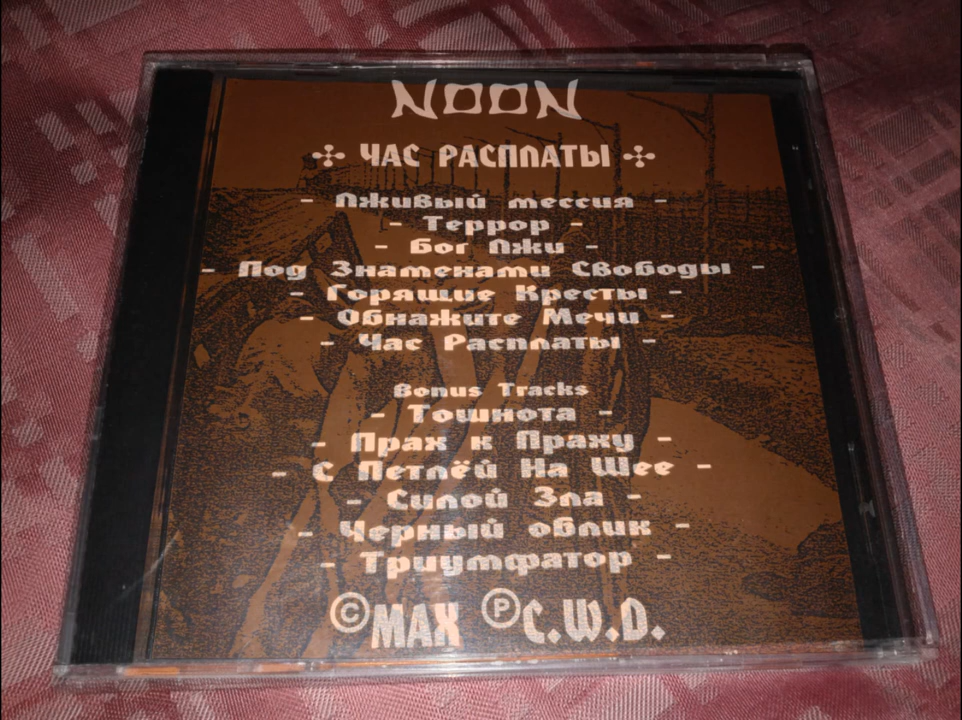 NOON
ЧАС РАСПЛАТЫ
- Лживый мессия -
- Террор -
- Бог Лжи -
- Под Знаменами Свободы -
- Горящие Кресты -
- Обнажите Мечи -
- Час Расплаты -
Bonus Tracks
- Тошнота -
- Прах к Праху -
- С Петлёй На Шее -
- Силой Зла -
- Черный облик -
- Триумфатор -
©MAX ℗C.W.D.